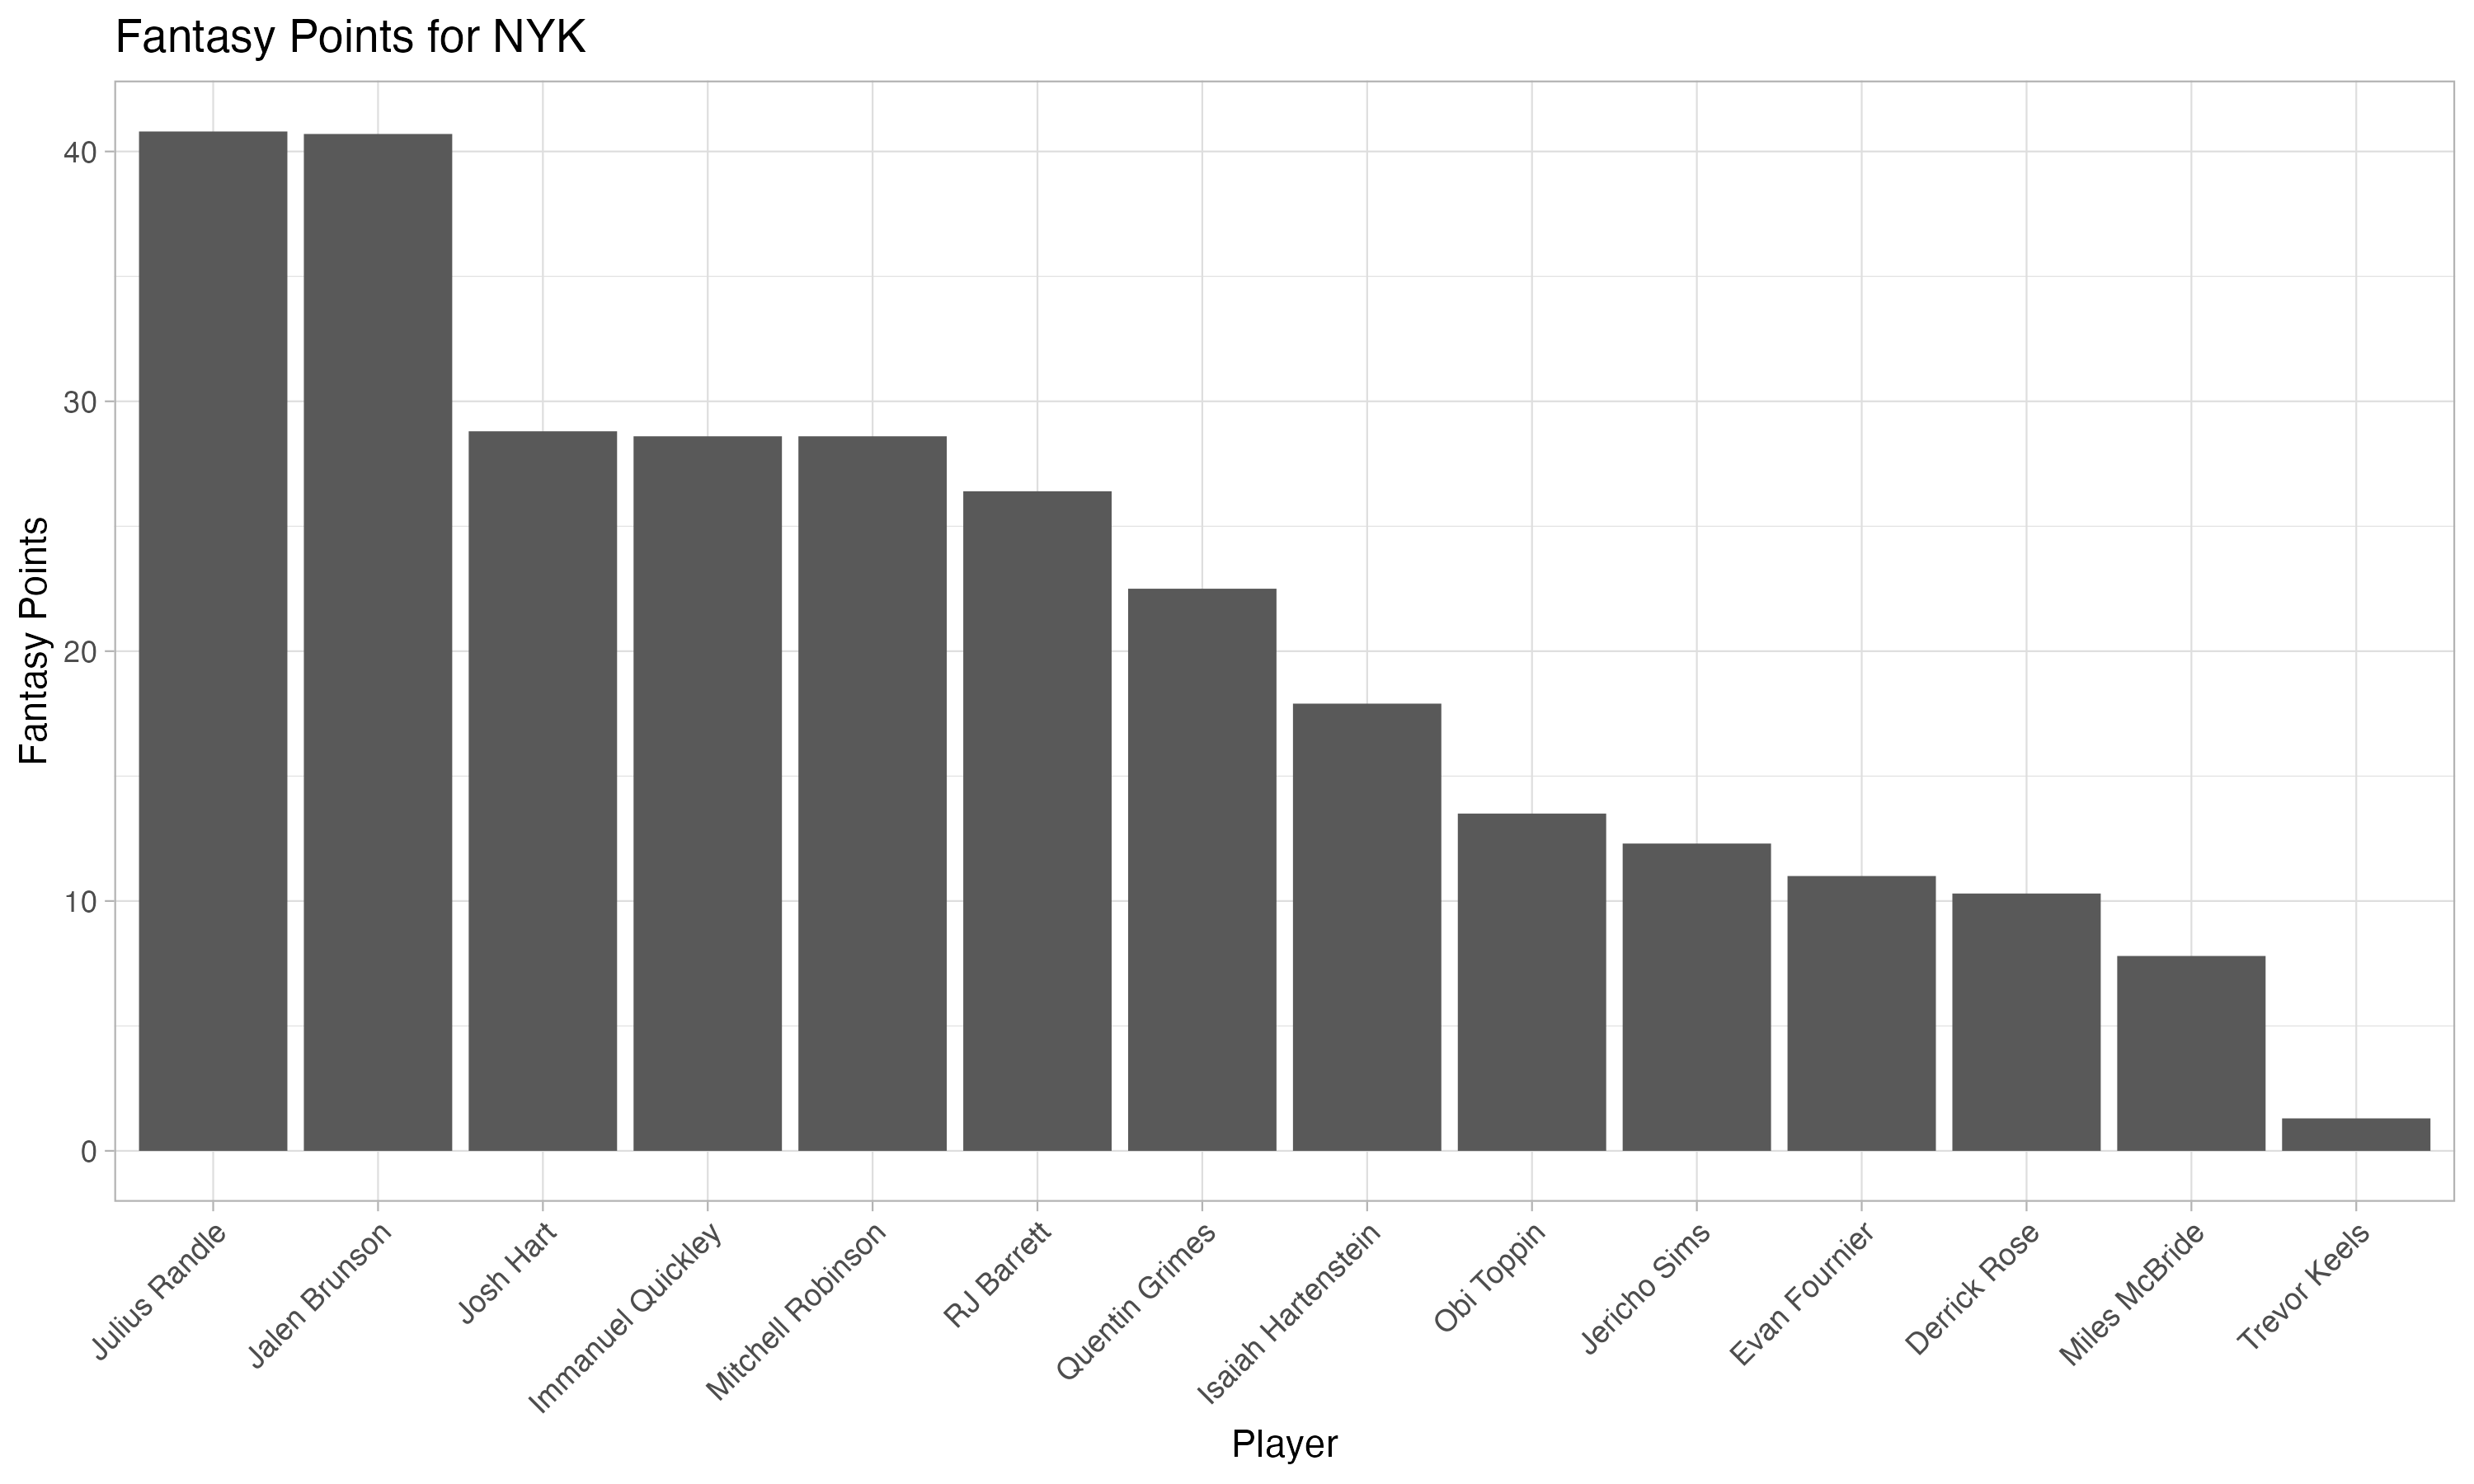 Fantasy Points for NYK
Fantasy Points
40
30
20
10
0
Julius Randle
Jalen Brunson
Josh Hart
Immanuel Quickley
Mitchell Robinson
RJ Barrett
Quentin Grimes
Isaiah Hartenstein
Obi Toppin
Jericho Sims
Evan Fournier
Derrick Rose
Miles McBride
Trevor Keels
Player